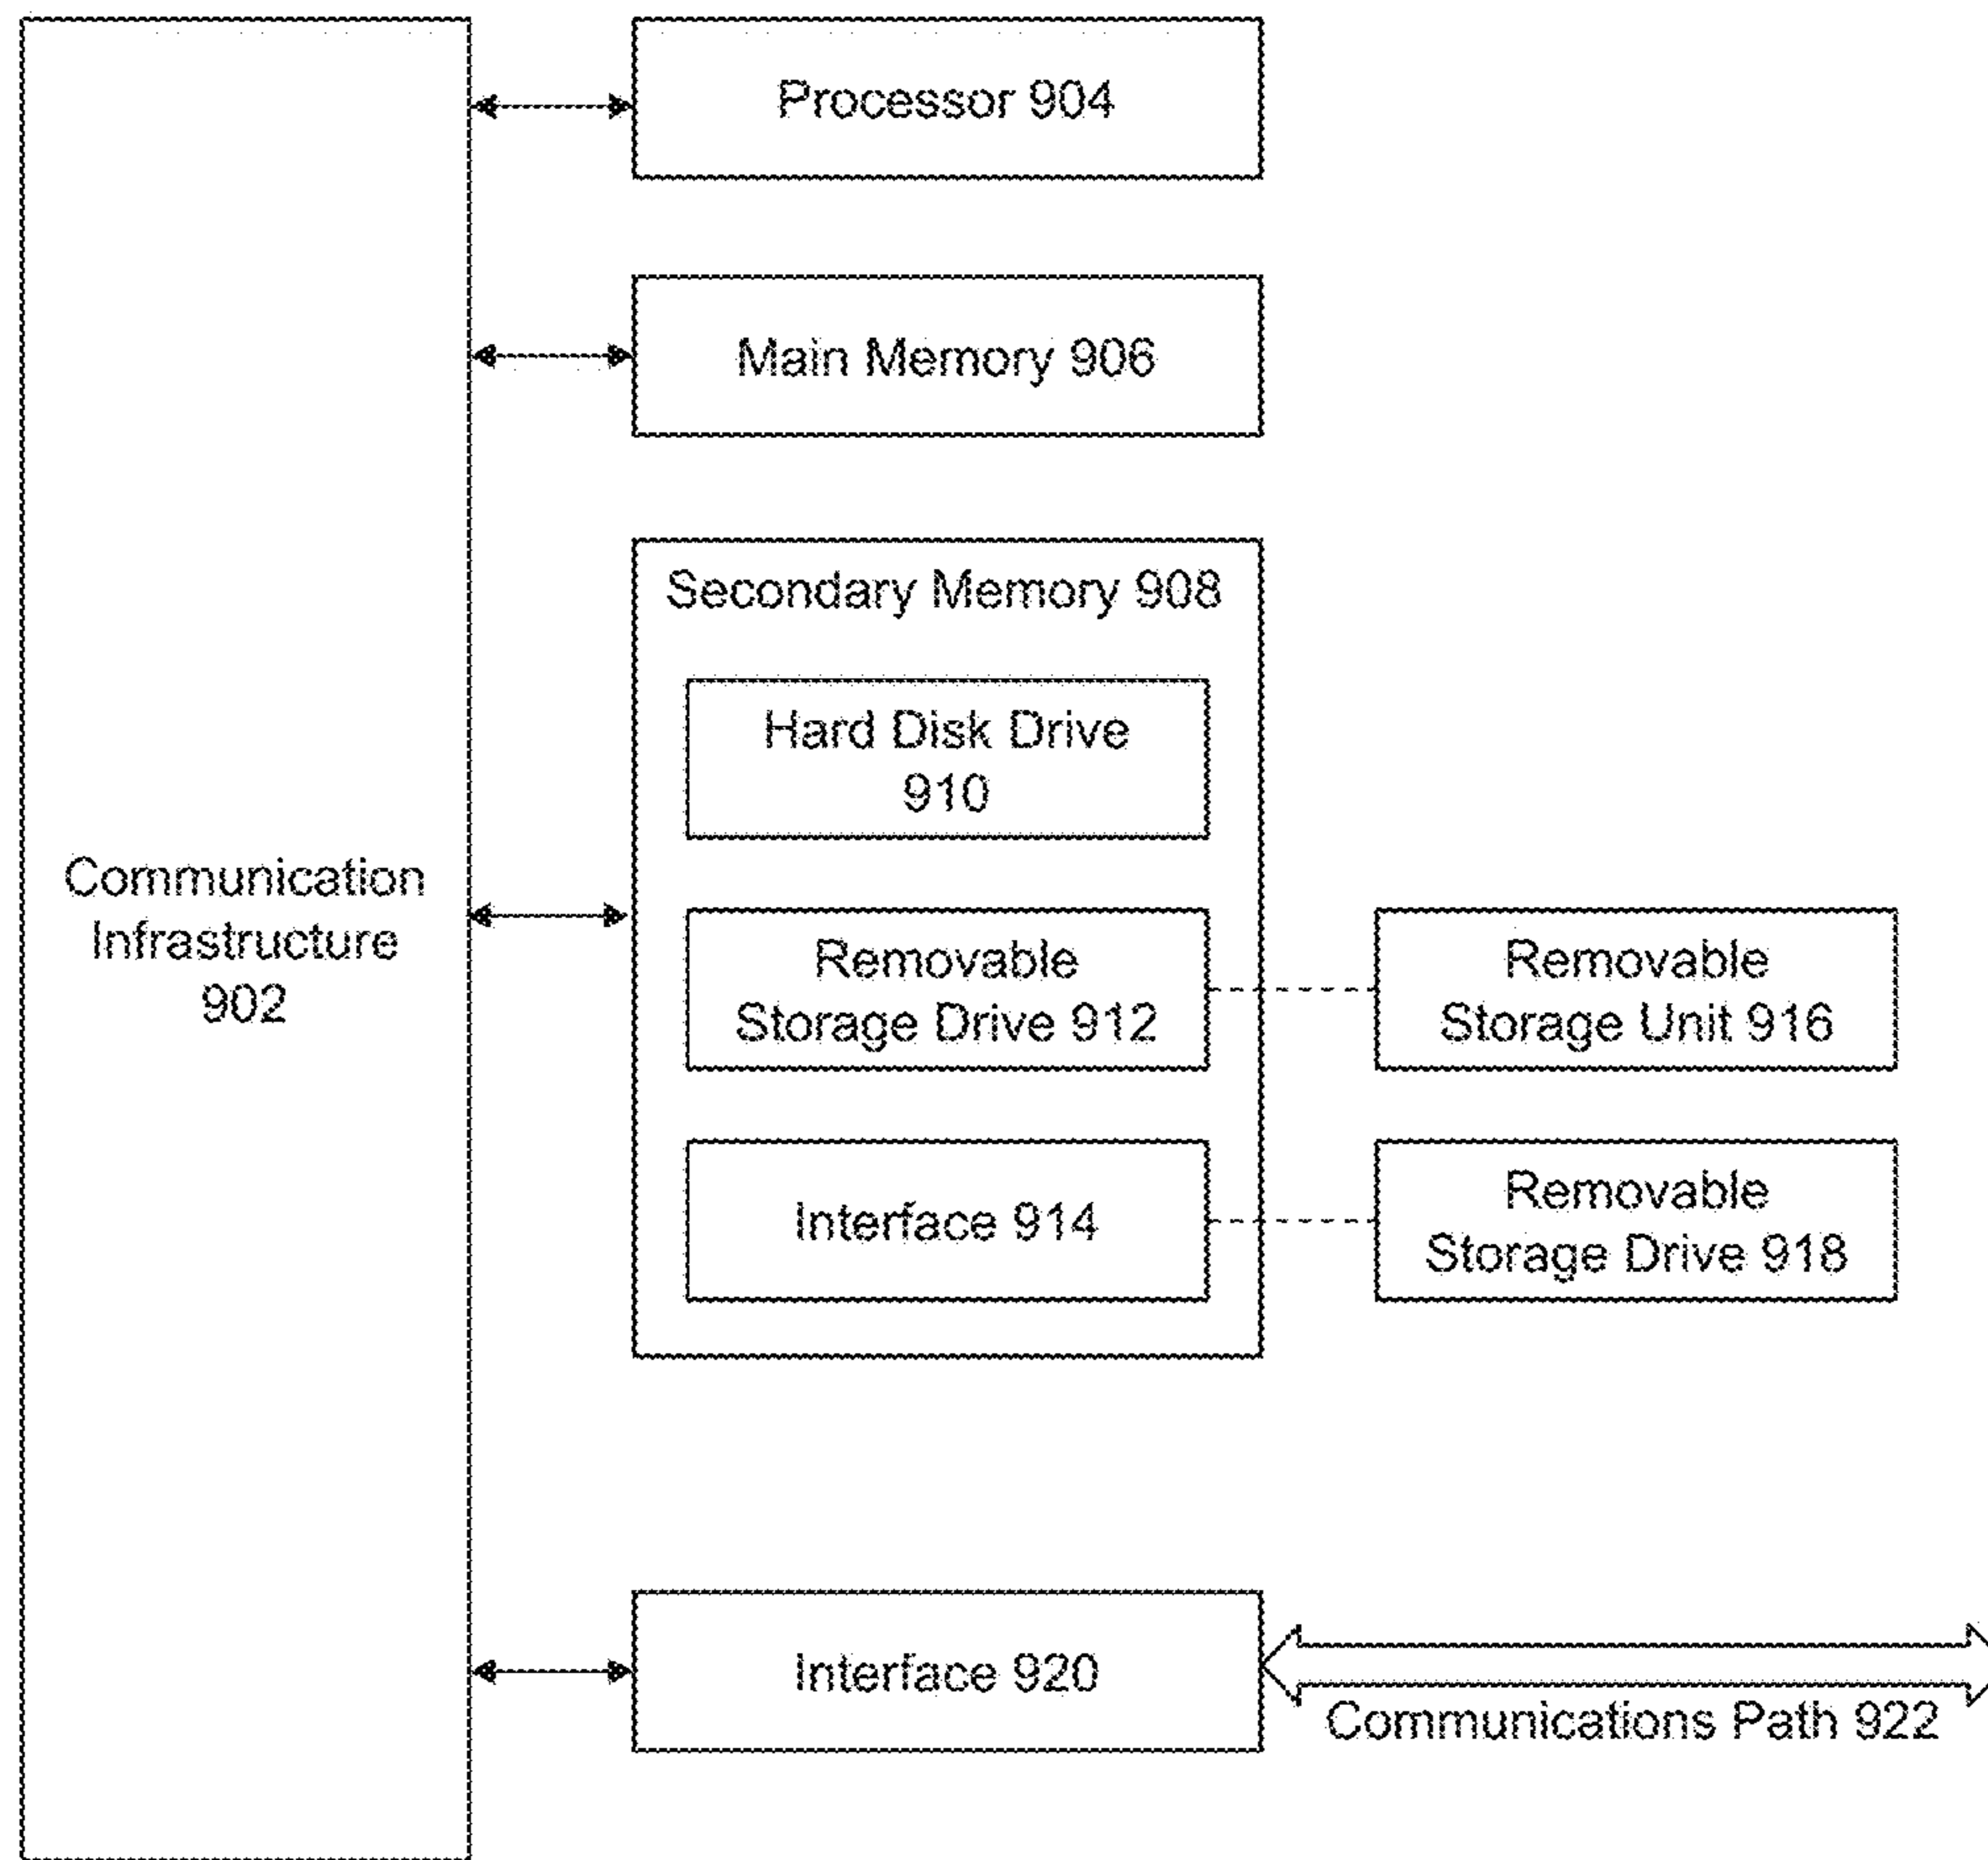 Processor 904
Main Memory 906
Secondary Memory 908
Hard Disk Drive
910
Communication
Infrastructure
902
Removable
Storage Drive 912
Removable
Storage Unit 916
Interface 914
Removable
Storage Drive 918
Interface 920
Communications Path 922